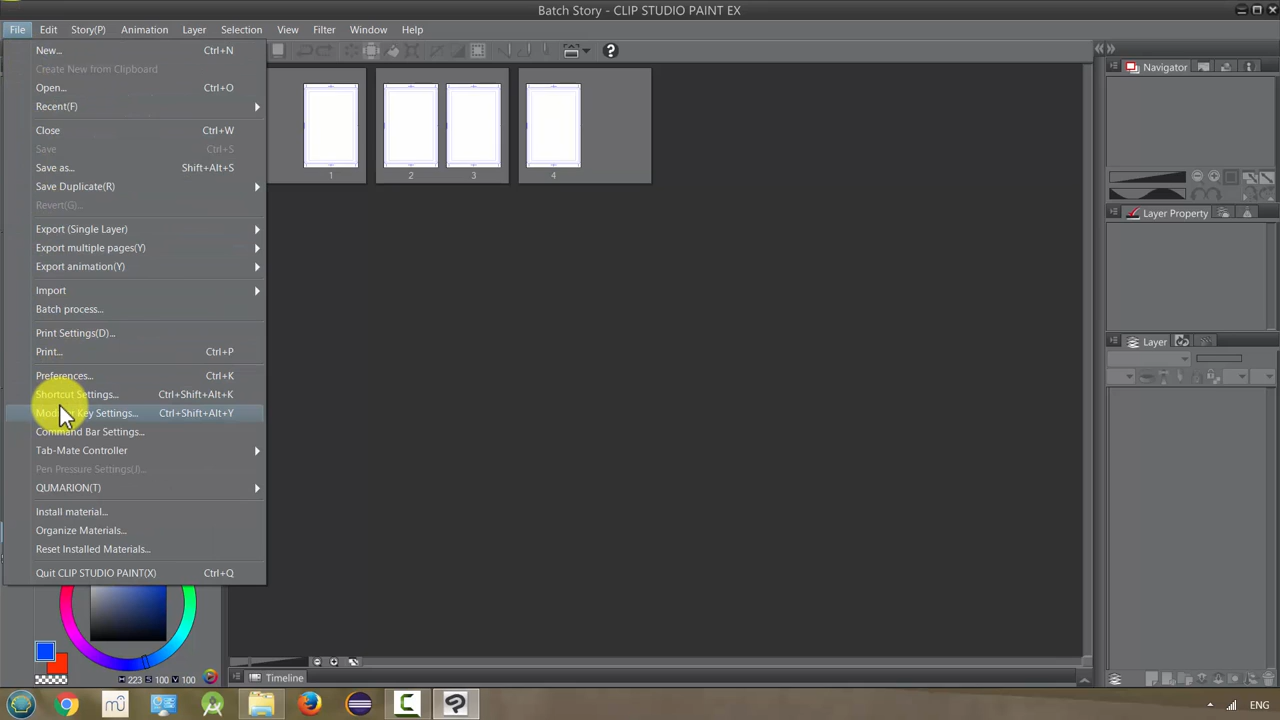 Batch Story - CLIP STUDIO PAINT EX
File Edit Story(P) Animation Layer Selection View Filter Window Help
New... Ctrl+N
Create New from Clipboard
Open... Ctrl+O
Recent(F)
Close Ctrl+W
Save Ctrl+S
Save as... Shift+Alt+S
Save Duplicate(R)
Revert(G)...
Export (Single Layer)
Export multiple pages(Y)
Export animation(Y)
Import
Batch process...
Print Settings(D)...
Print... Ctrl+P
Preferences... Ctrl+K
Shortcut Settings... Ctrl+Shift+Alt+K
Key Settings... Ctrl+Shift+Alt+Y
Command Bar Settings...
Tab-Mate Controller
Pen Pressure Settings(J)...
QUMARION(T)
Install material...
Organize Materials...
Reset Installed Materials...
Quit CLIP STUDIO PAINT(X) Ctrl+Q
1 2 3 4
Navigator
Layer Property
Layer
H 223 S 100 V 100
Timeline
ENG